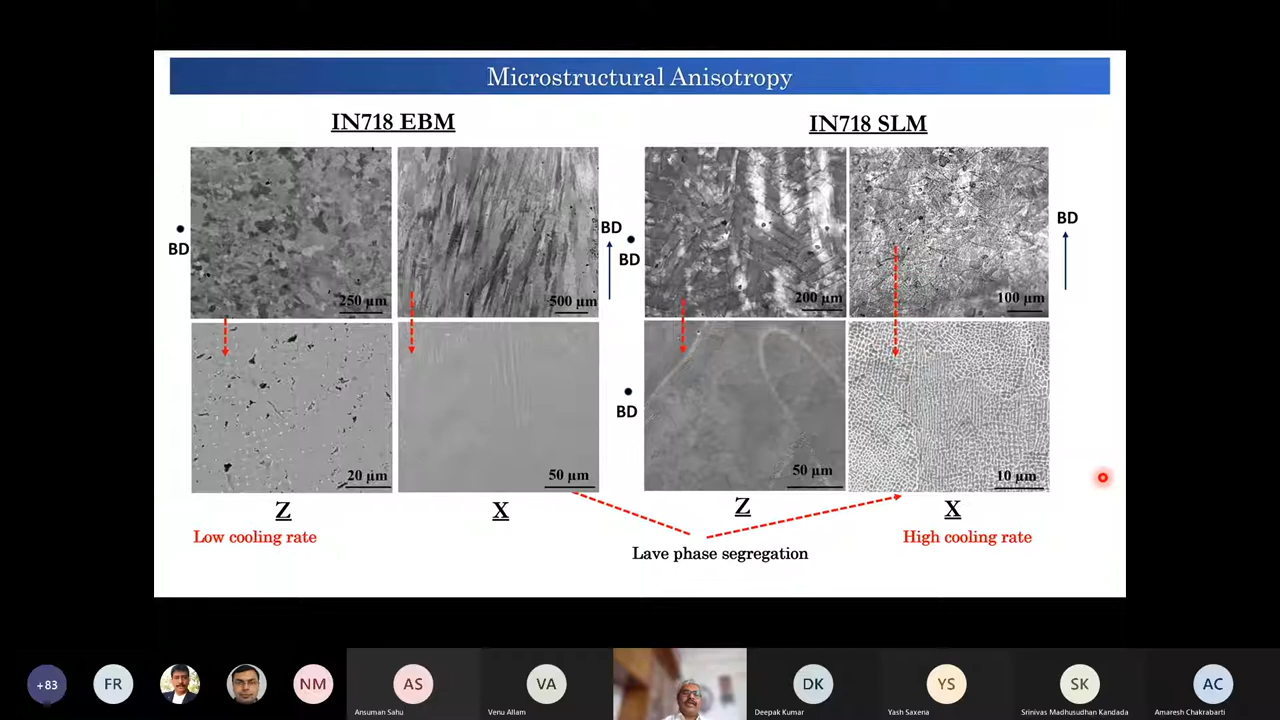 Microstructural Anisotropy
IN718 EBM
IN718 SLM
BD
250 μm
500 μm
BD
BD
200 μm
100 μm
BD
20 μm
50 μm
BD
50 μm
10 μm
Z
X
Z
X
Low cooling rate
High cooling rate
Lave phase segregation
+83
FR
NM
AS
VA
DK
YS
SK
AC
Ansuman Sahu
Venu Allam
Deepak Kumar
Yash Saxena
Srinivas Madhusudhan Kandada
Amaresh Chakrabarti